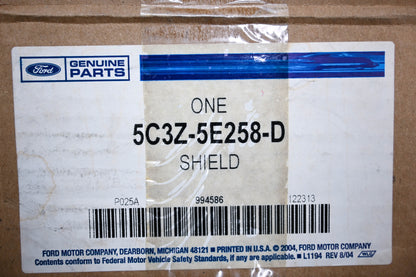 Ford
GENUINE
PARTS
ONE
5C3Z-5E258-D
SHIELD
P025A 994586 122313
FORD MOTOR COMPANY, DEARBORN, MICHIGAN 48121 ■ PRINTED IN U.S.A. © 2004, FORD MOTOR COMPANY
Contents conform to Federal Motor Vehicle Safety Standards, if any are applicable. ■ L1194 REV 8/04